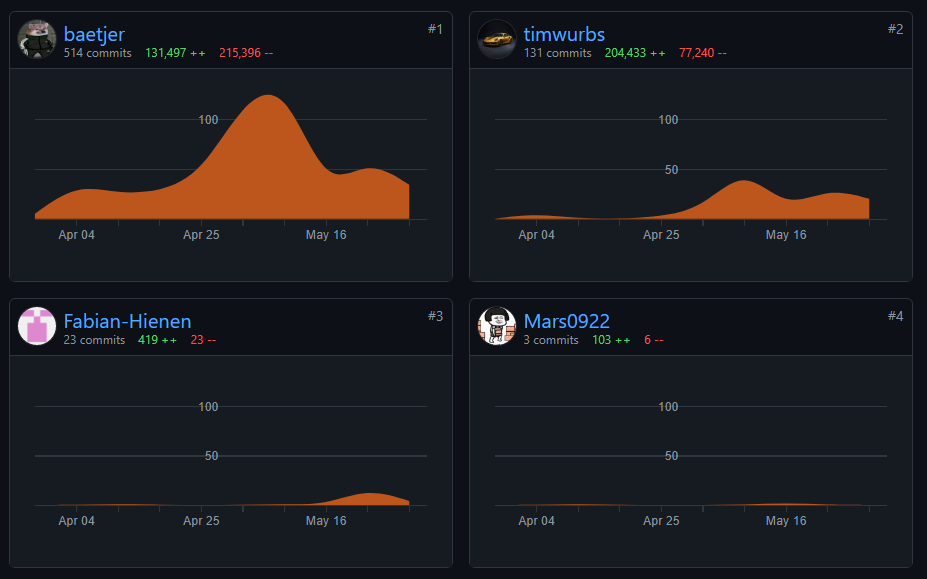 baetjer #1
514 commits 131,497 ++ 215,396 --
100
Apr 04 Apr 25 May 16
timwurbs #2
131 commits 204,433 ++ 77,240 --
100
50
Apr 04 Apr 25 May 16
Fabian-Hienen #3
23 commits 419 ++ 23 --
100
50
Apr 04 Apr 25 May 16
Mars0922 #4
3 commits 103 ++ 6 --
100
50
Apr 04 Apr 25 May 16